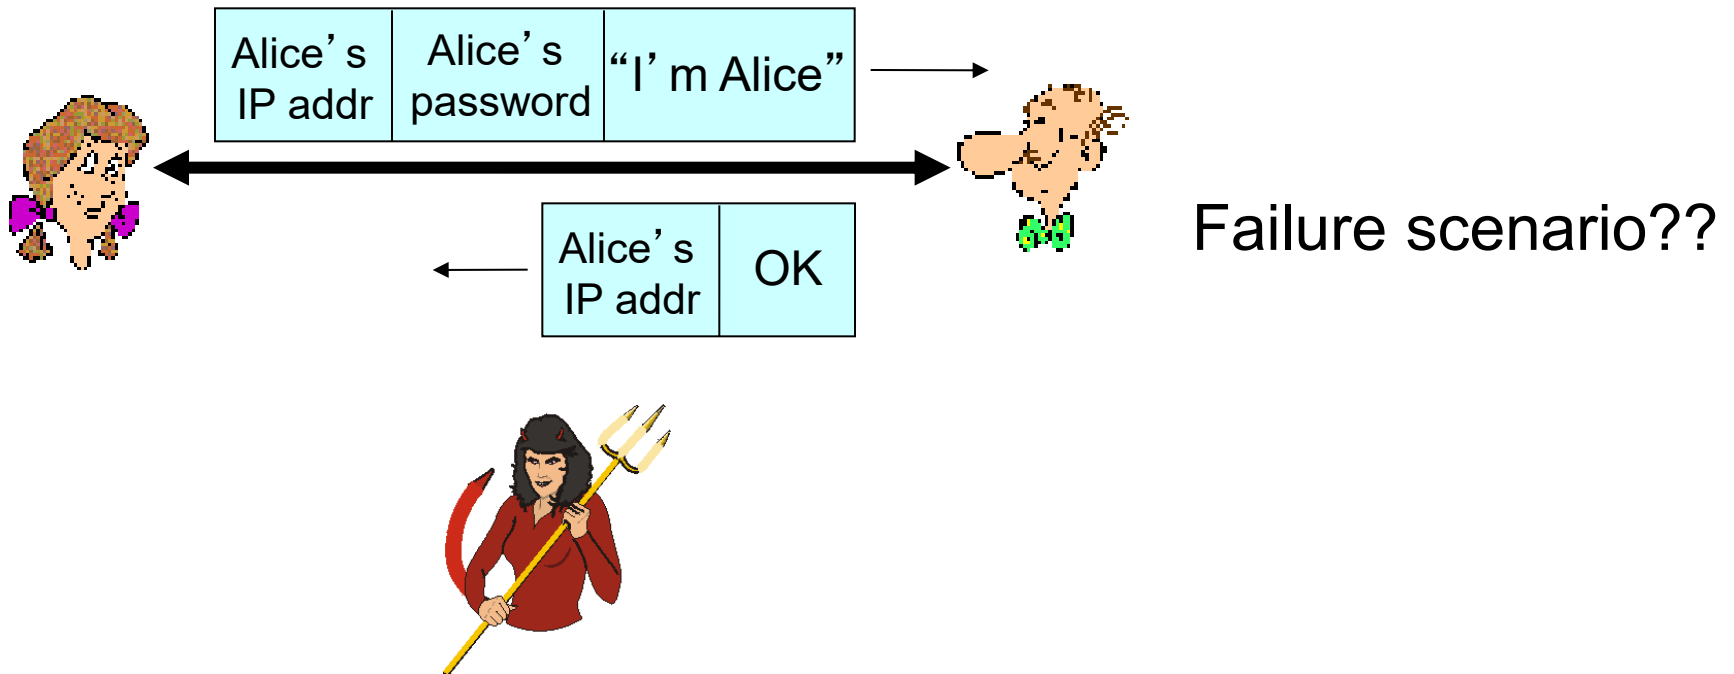 Alice’s
IP addr
Alice’s
password
“I’m Alice”
Alice’s
IP addr
OK
Failure scenario??